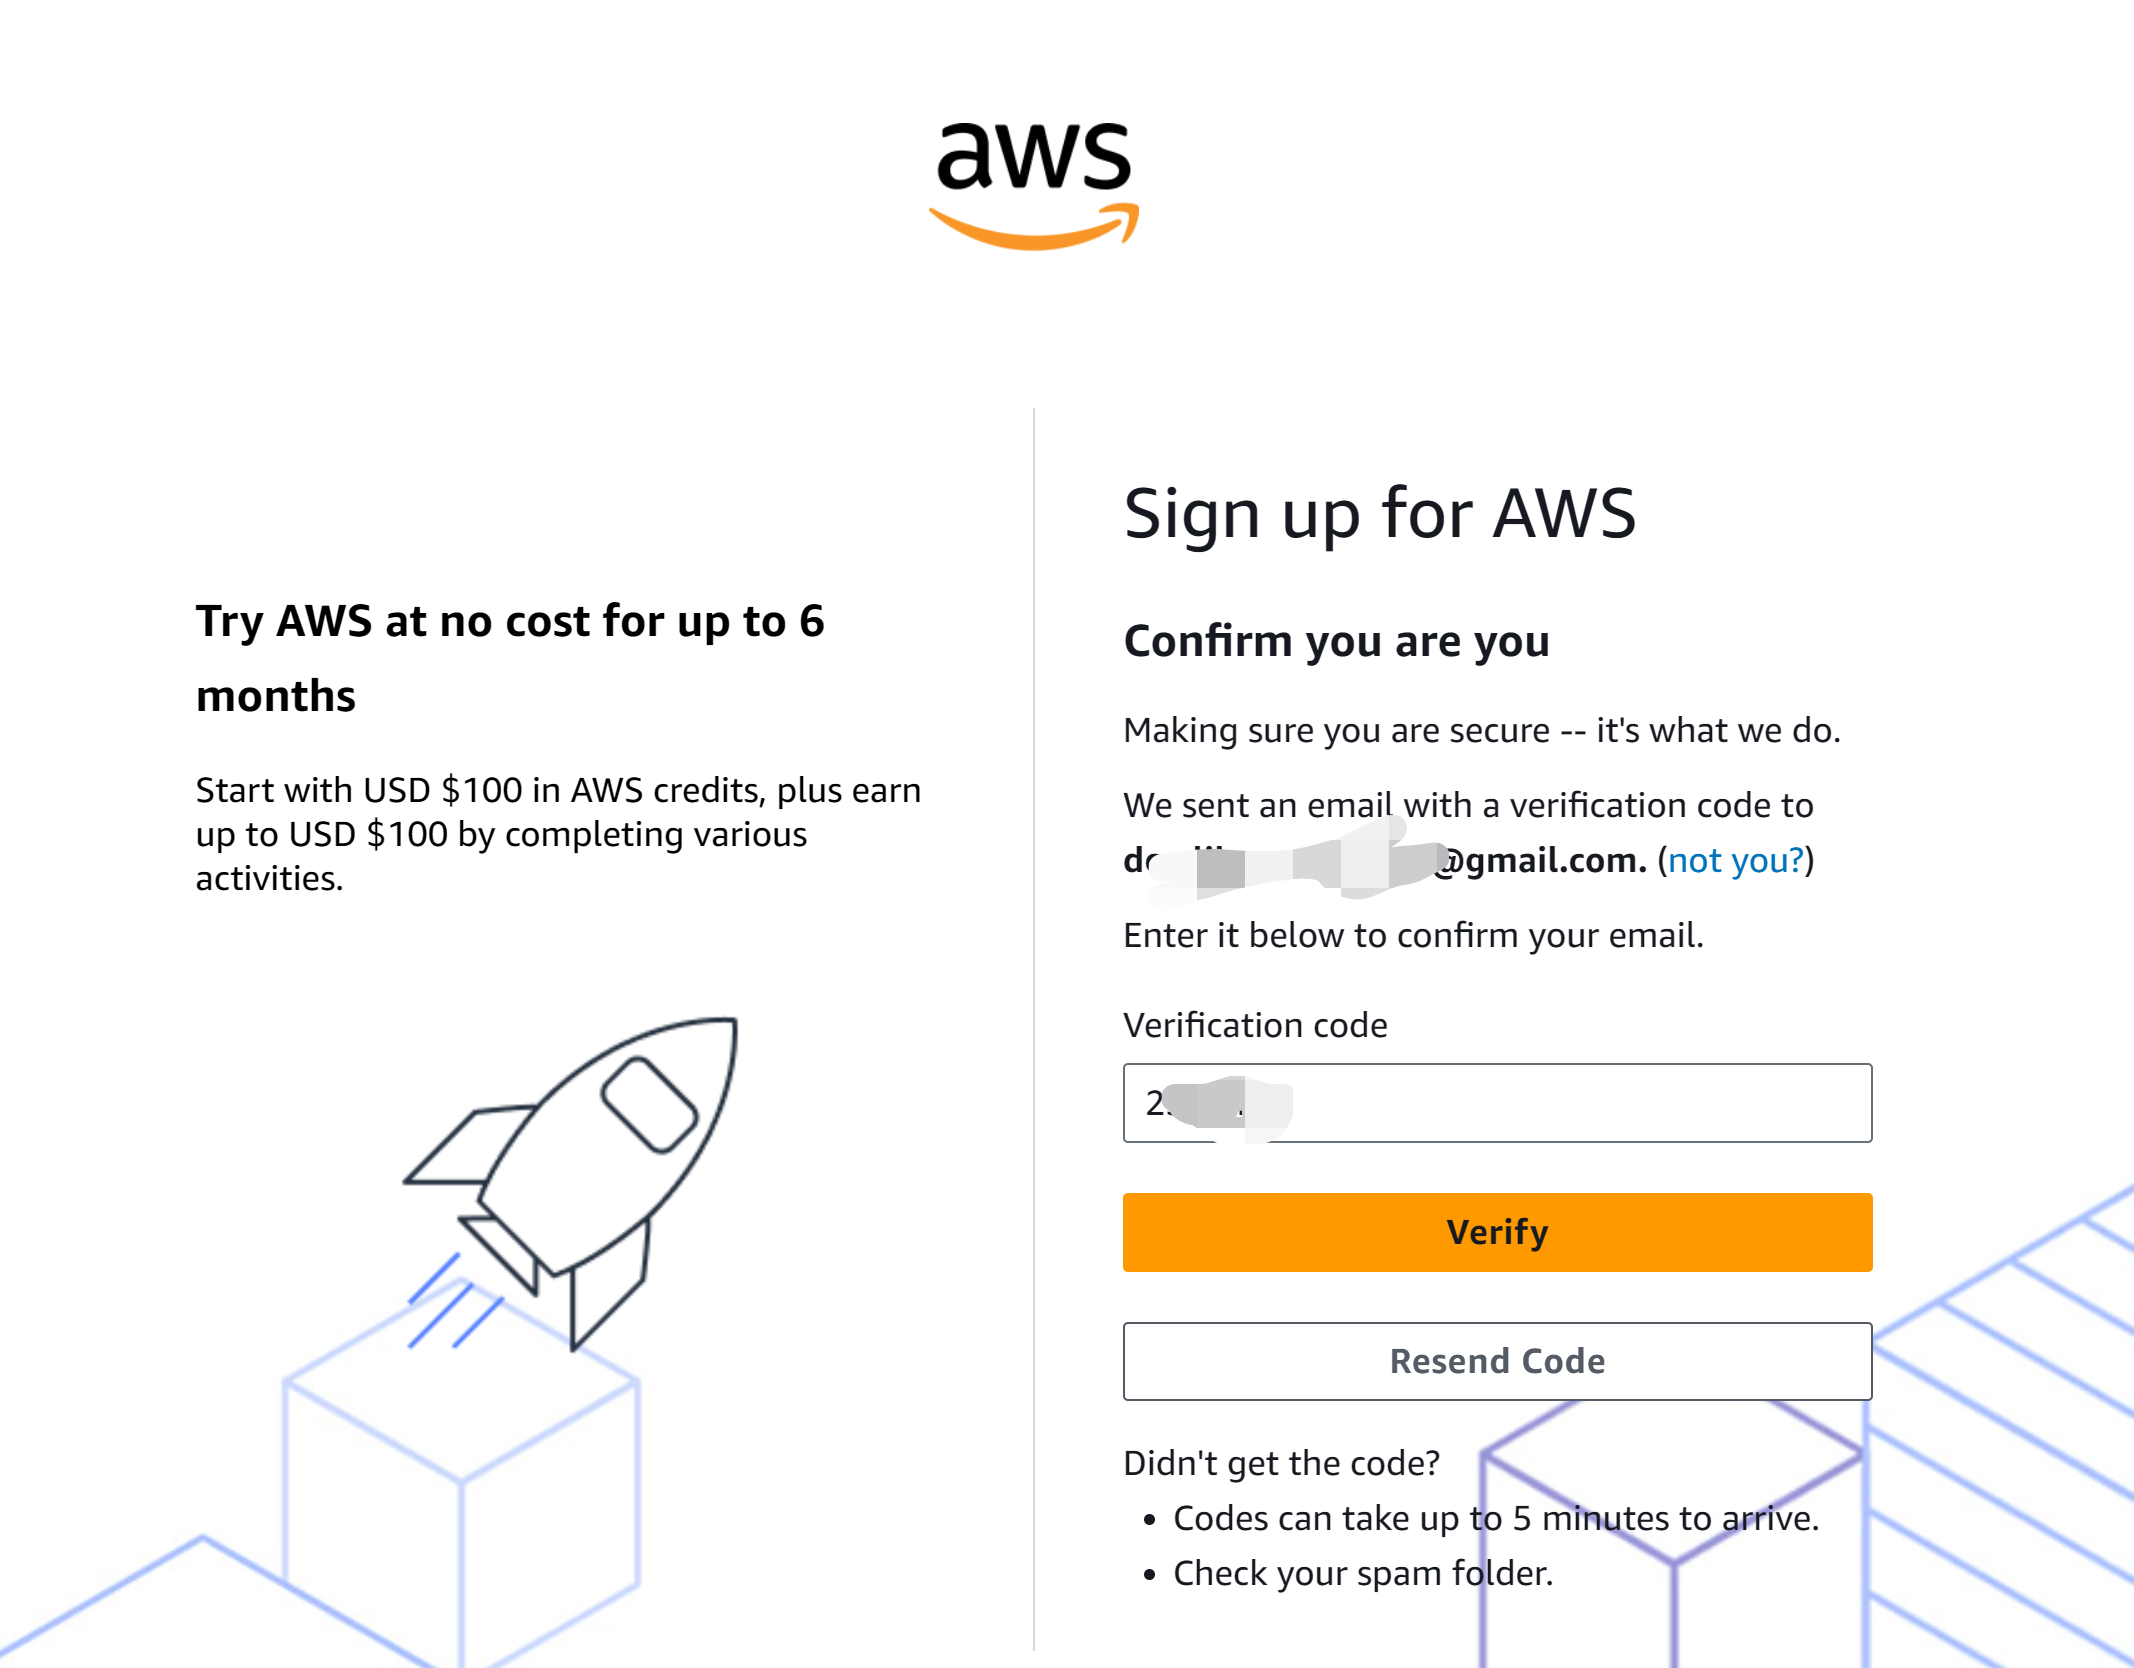 aws
Try AWS at no cost for up to 6
months
Start with USD $100 in AWS credits, plus earn
up to USD $100 by completing various
activities.
Sign up for AWS
Confirm you are you
Making sure you are secure -- it's what we do.
We sent an email with a verification code to
@gmail.com. (not you?)
Enter it below to confirm your email.
Verification code
Verify
Resend Code
Didn't get the code?
• Codes can take up to 5 minutes to arrive.
• Check your spam folder.